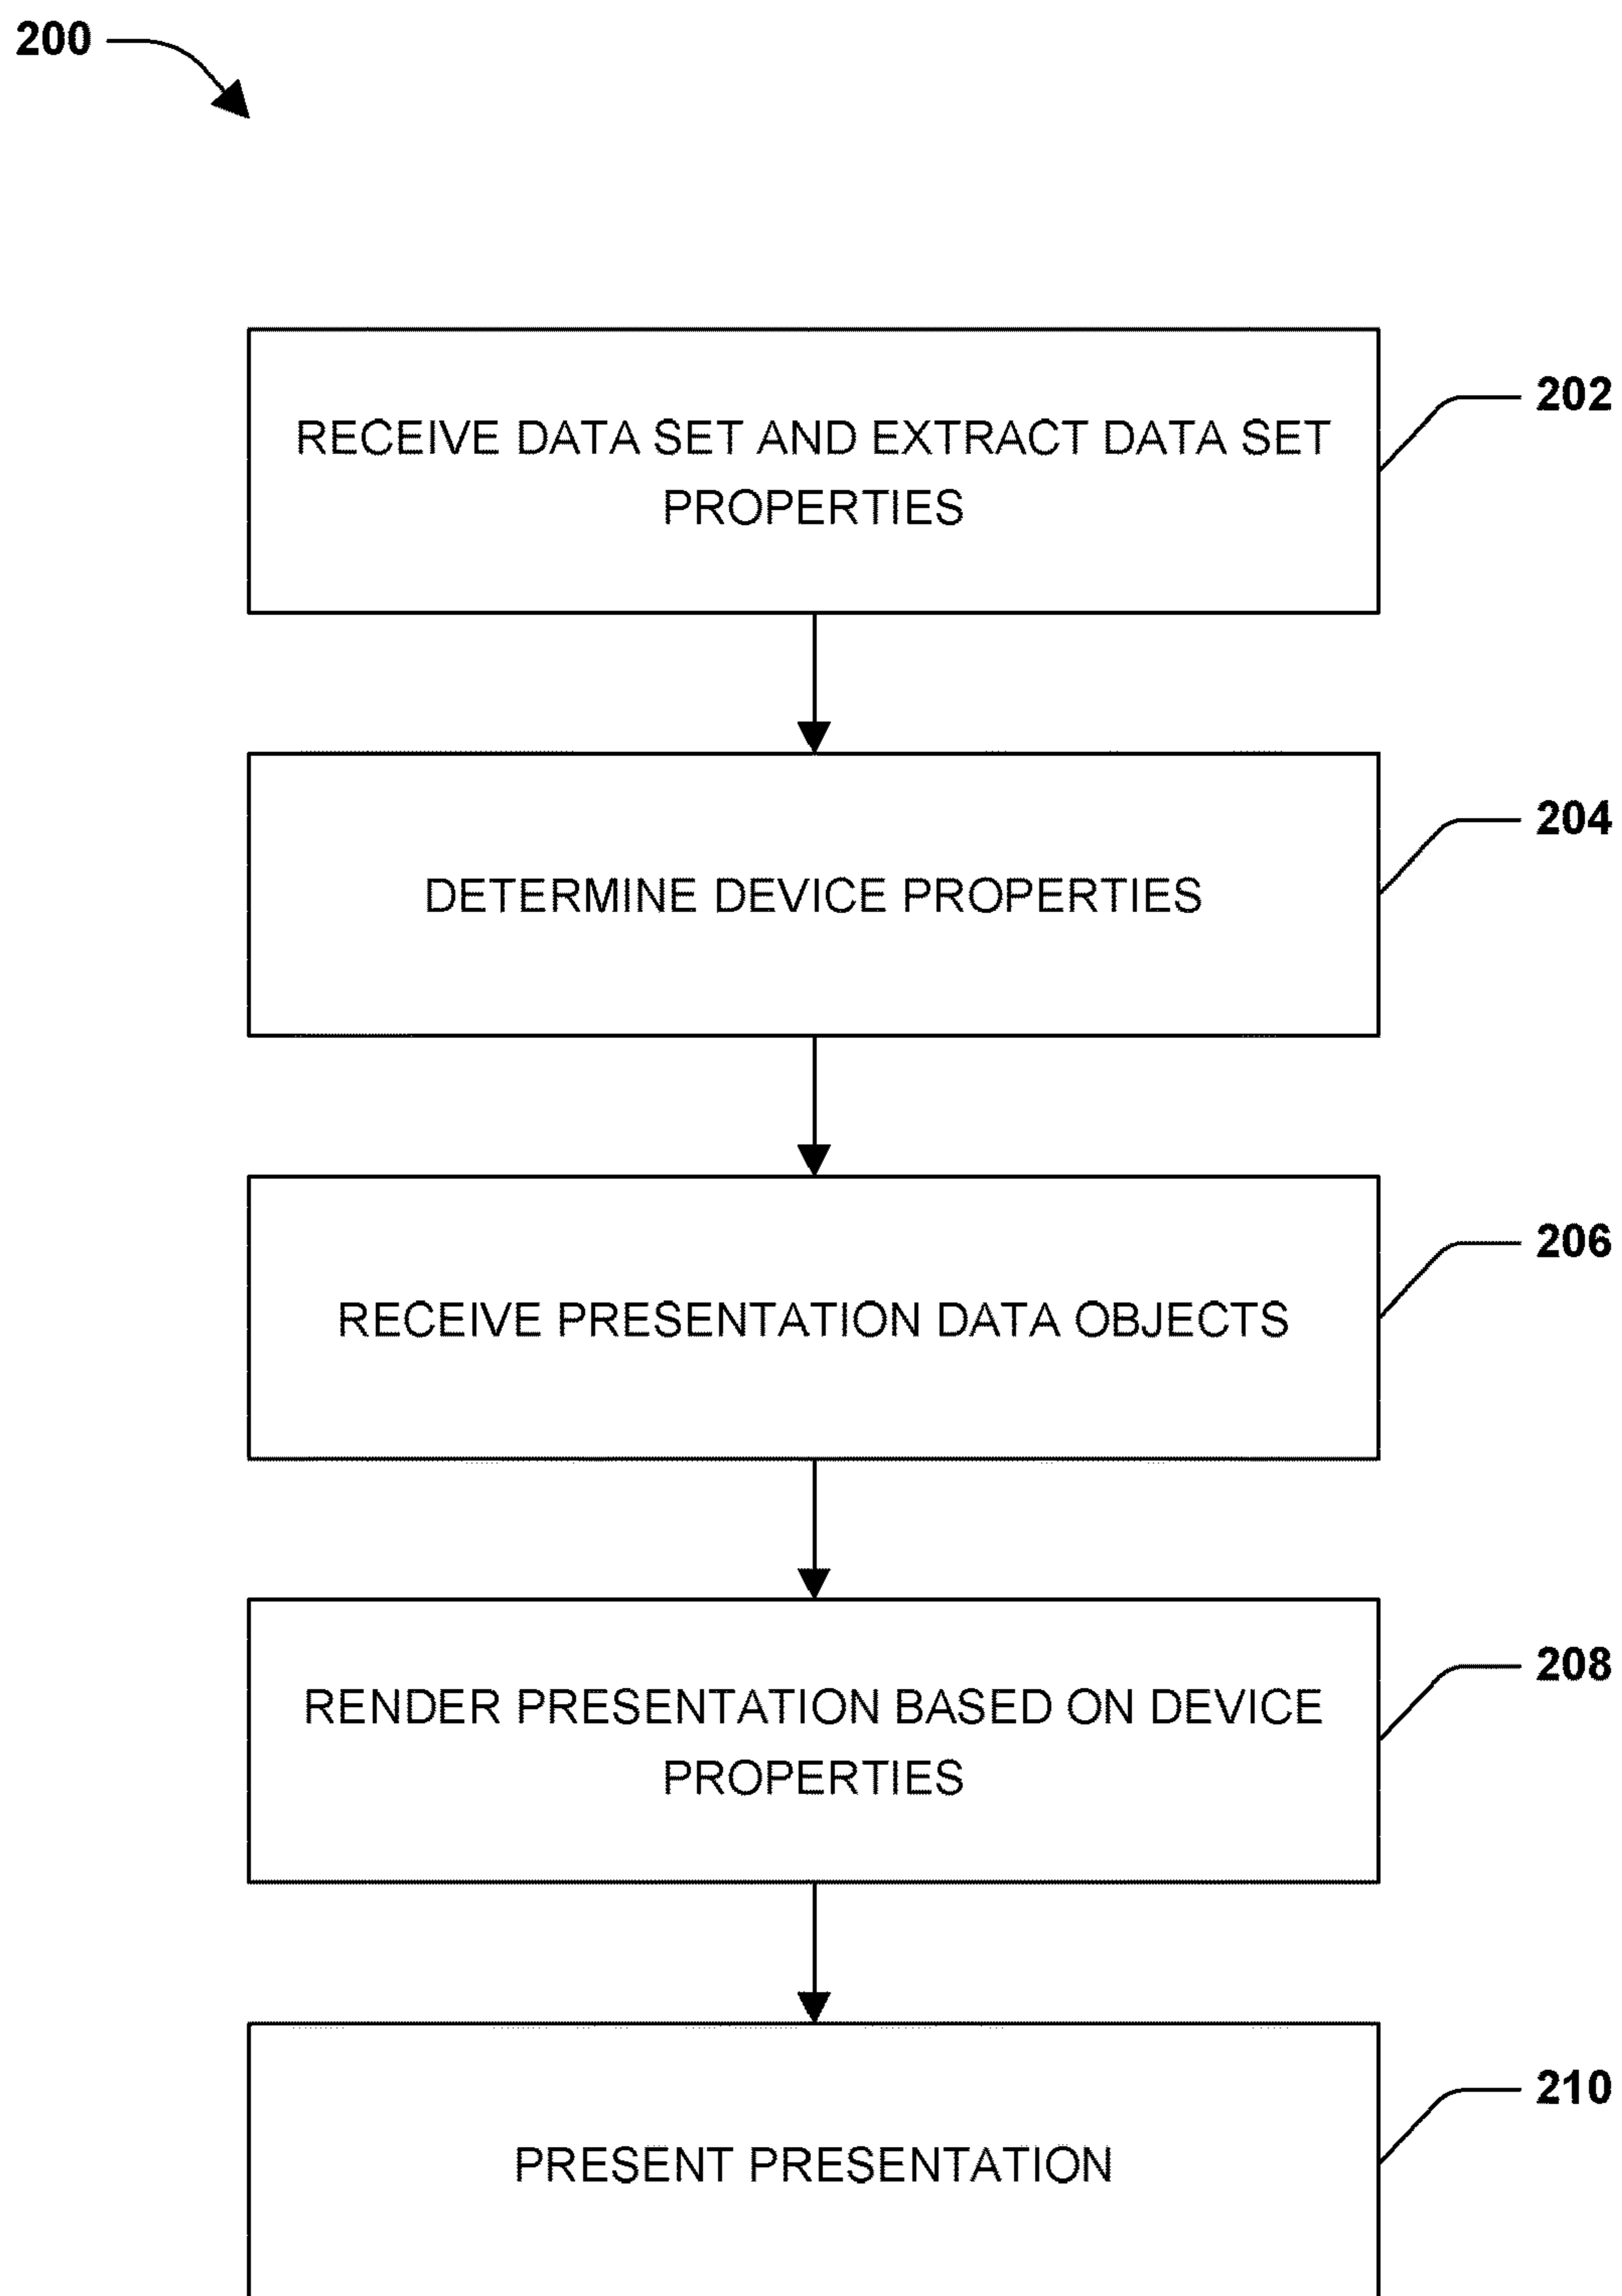 200
RECEIVE DATA SET AND EXTRACT DATA SET
PROPERTIES
202
DETERMINE DEVICE PROPERTIES
204
RECEIVE PRESENTATION DATA OBJECTS
206
RENDER PRESENTATION BASED ON DEVICE
PROPERTIES
208
PRESENT PRESENTATION
210